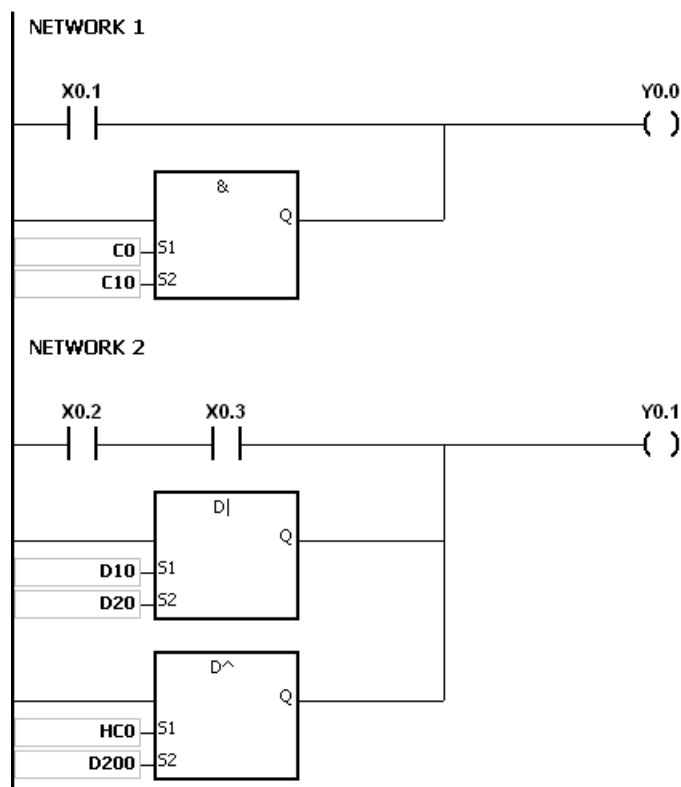 NETWORK 1
X0.1 Y0.0
&
Q
C0 S1
C10 S2
NETWORK 2
X0.2 X0.3 Y0.1
D|
Q
D10 S1
D20 S2
D^
Q
HC0 S1
D200 S2